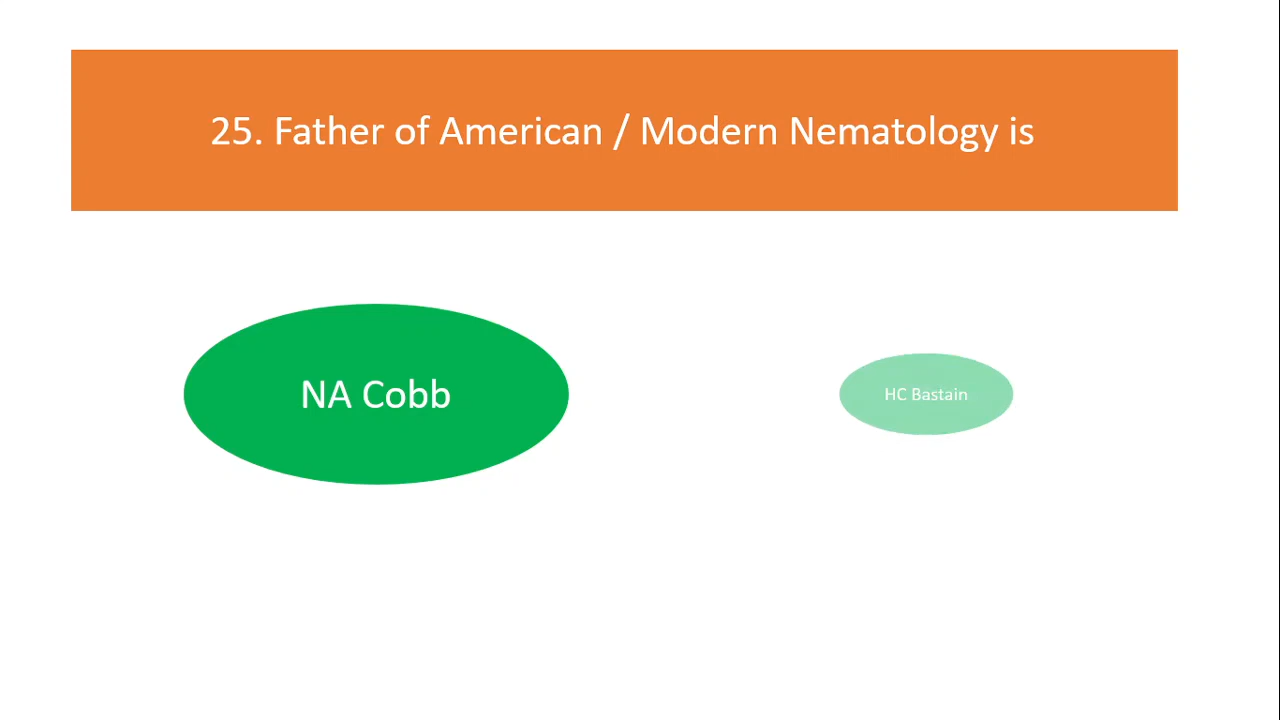 25. Father of American / Modern Nematology is
NA Cobb
HC Bastain